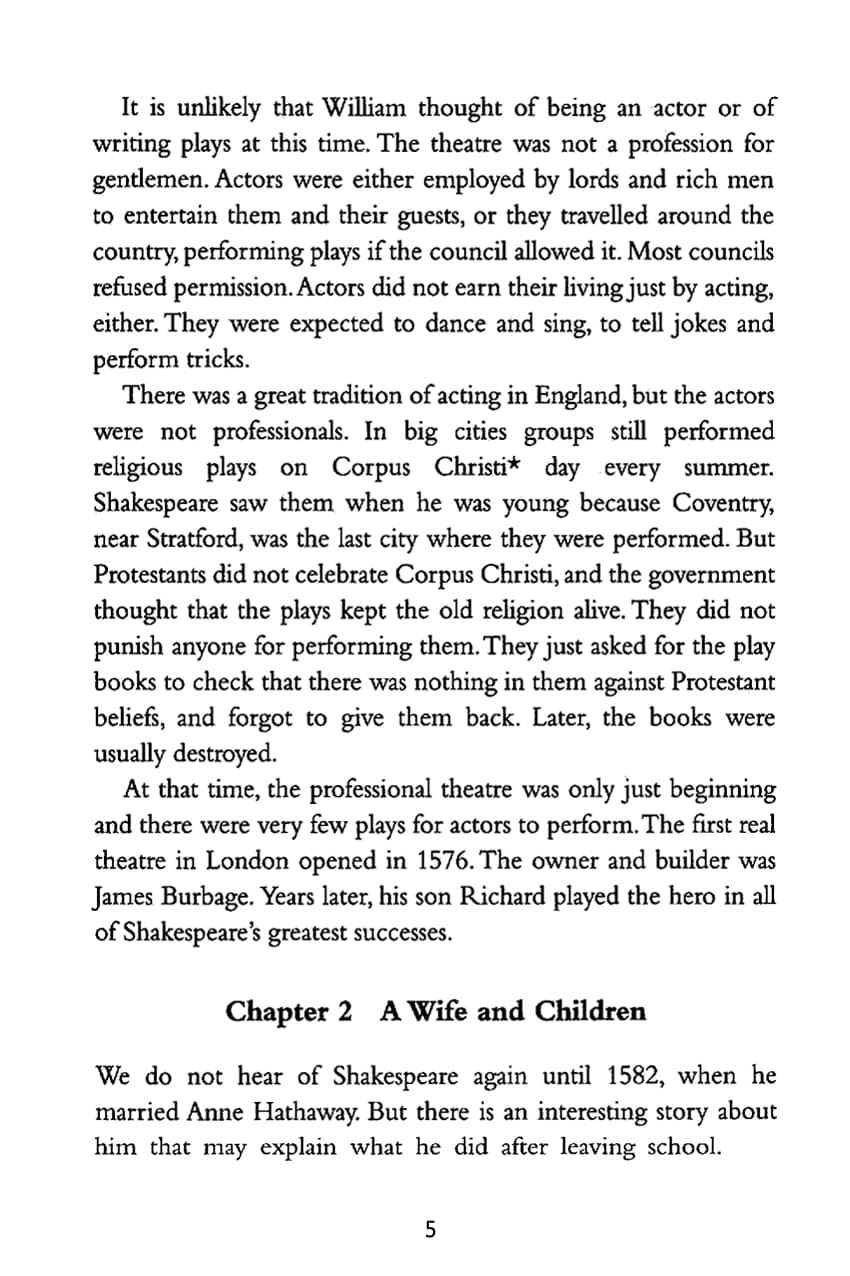 It is unlikely that William thought of being an actor or of
writing plays at this time. The theatre was not a profession for
gentlemen. Actors were either employed by lords and rich men
to entertain them and their guests, or they travelled around the
country, performing plays if the council allowed it. Most councils
refused permission. Actors did not earn their living just by acting,
either. They were expected to dance and sing, to tell jokes and
perform tricks.
There was a great tradition of acting in England, but the actors
were not professionals. In big cities groups still performed
religious plays on Corpus Christi* day every summer.
Shakespeare saw them when he was young because Coventry,
near Stratford, was the last city where they were performed. But
Protestants did not celebrate Corpus Christi, and the government
thought that the plays kept the old religion alive. They did not
punish anyone for performing them. They just asked for the play
books to check that there was nothing in them against Protestant
beliefs, and forgot to give them back. Later, the books were
usually destroyed.
At that time, the professional theatre was only just beginning
and there were very few plays for actors to perform. The first real
theatre in London opened in 1576. The owner and builder was
James Burbage. Years later, his son Richard played the hero in all
of Shakespeare's greatest successes.
Chapter 2 A Wife and Children
We do not hear of Shakespeare again until 1582, when he
married Anne Hathaway. But there is an interesting story about
him that may explain what he did after leaving school.
5